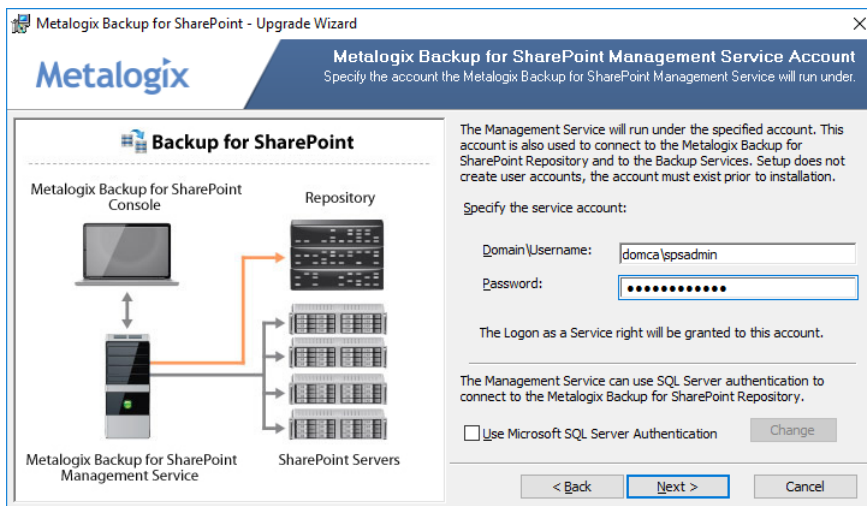 Metalogix Backup for SharePoint - Upgrade Wizard
Metalogix
Metalogix Backup for SharePoint Management Service Account
Specify the account the Metalogix Backup for SharePoint Management Service will run under.
Backup for SharePoint
Metalogix Backup for SharePoint
Console
Repository
Metalogix Backup for SharePoint
Management Service
SharePoint Servers
The Management Service will run under the specified account. This
account is also used to connect to the Metalogix Backup for
SharePoint Repository and to the Backup Services. Setup does not
create user accounts, the account must exist prior to installation.
Specify the service account:
Domain\Username:
domca\spsadmin
Password:
●●●●●●●●●●●●
The Logon as a Service right will be granted to this account.
The Management Service can use SQL Server authentication to
connect to the Metalogix Backup for SharePoint Repository.
Use Microsoft SQL Server Authentication
Change
< Back
Next >
Cancel